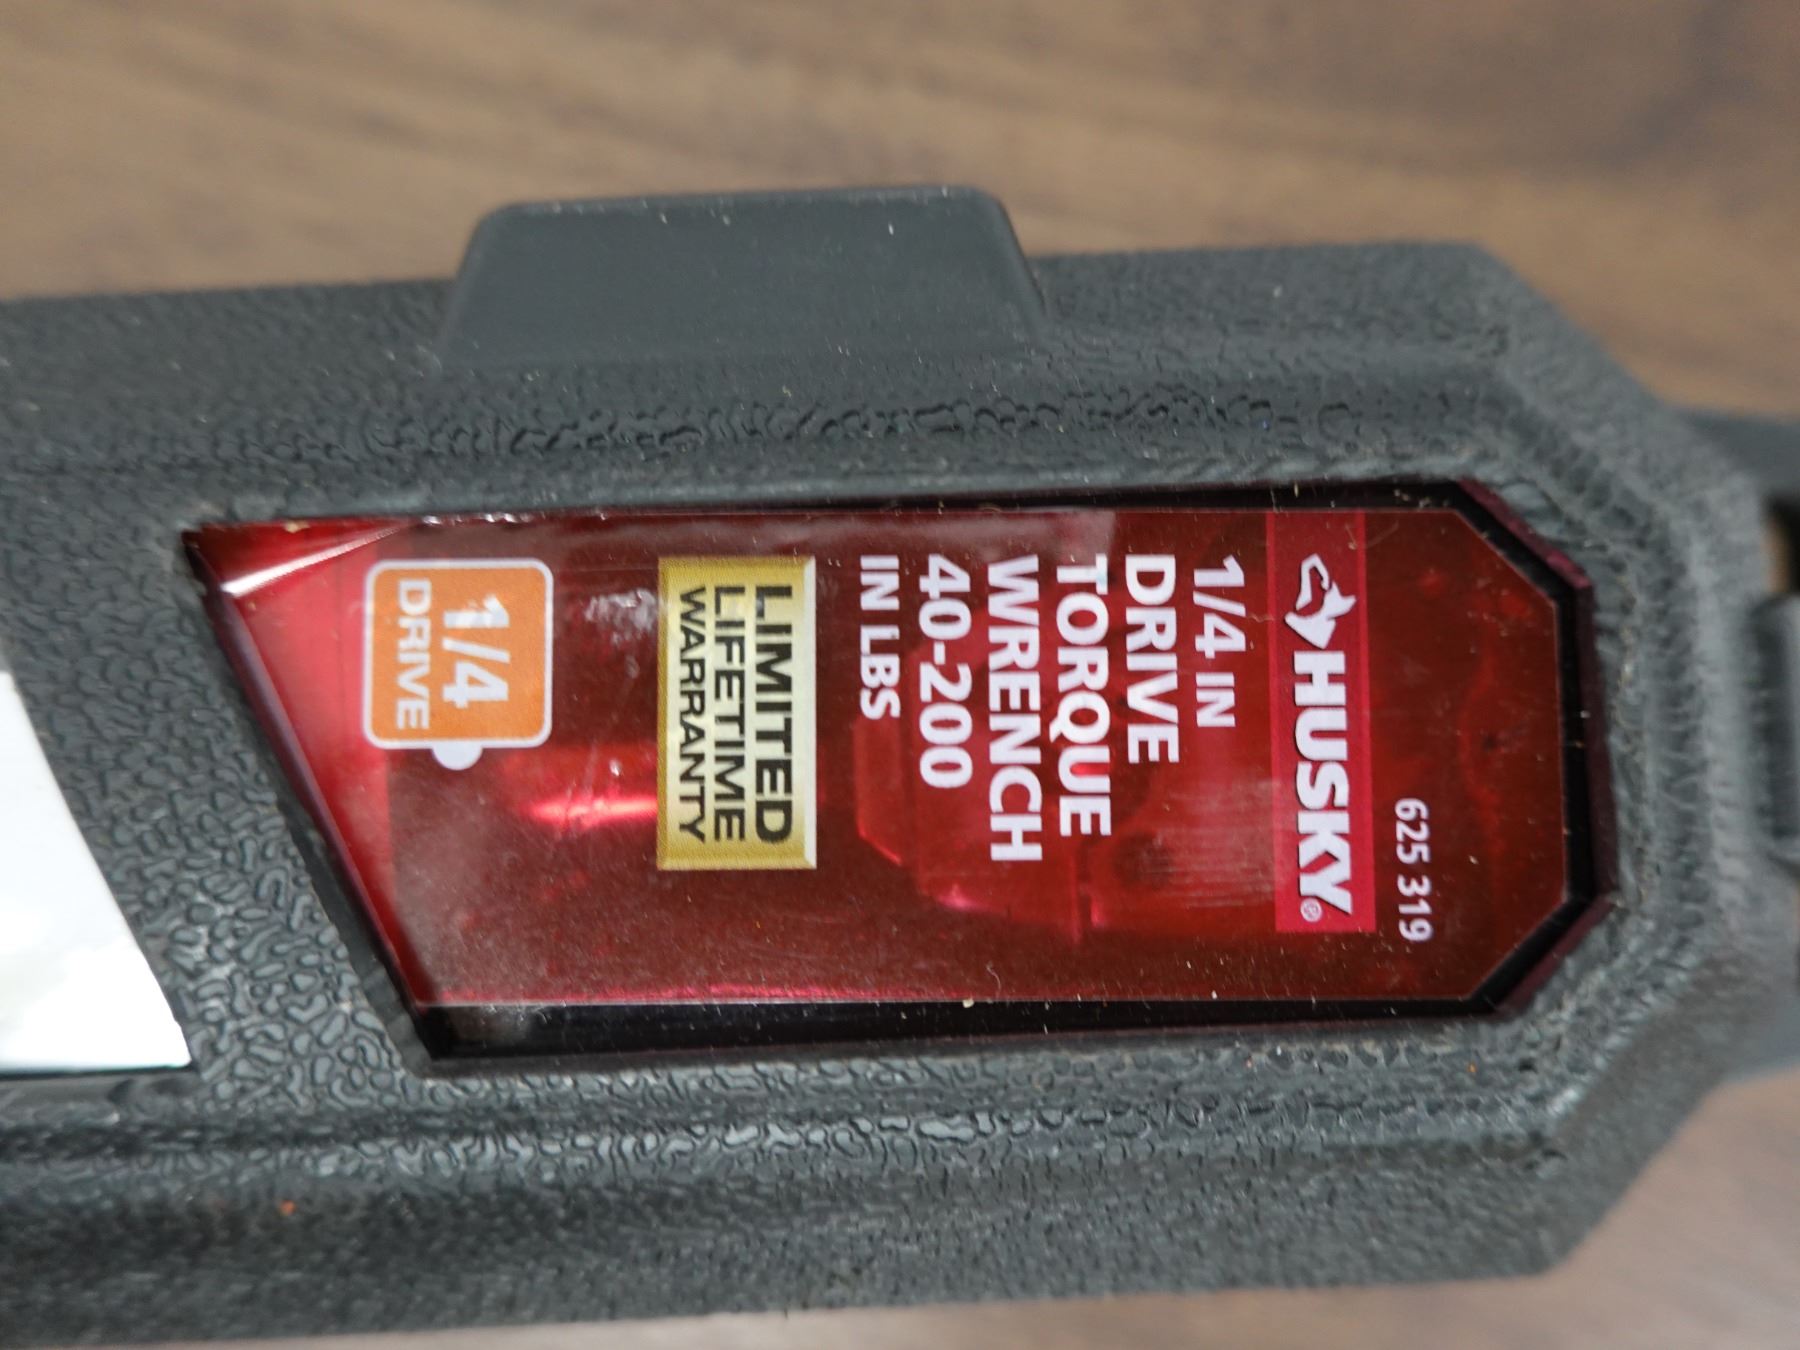 625 319
HUSKY®
1/4 IN
DRIVE
TORQUE
WRENCH
40-200
IN LBS
LIMITED
LIFETIME
WARRANTY
1/4
DRIVE